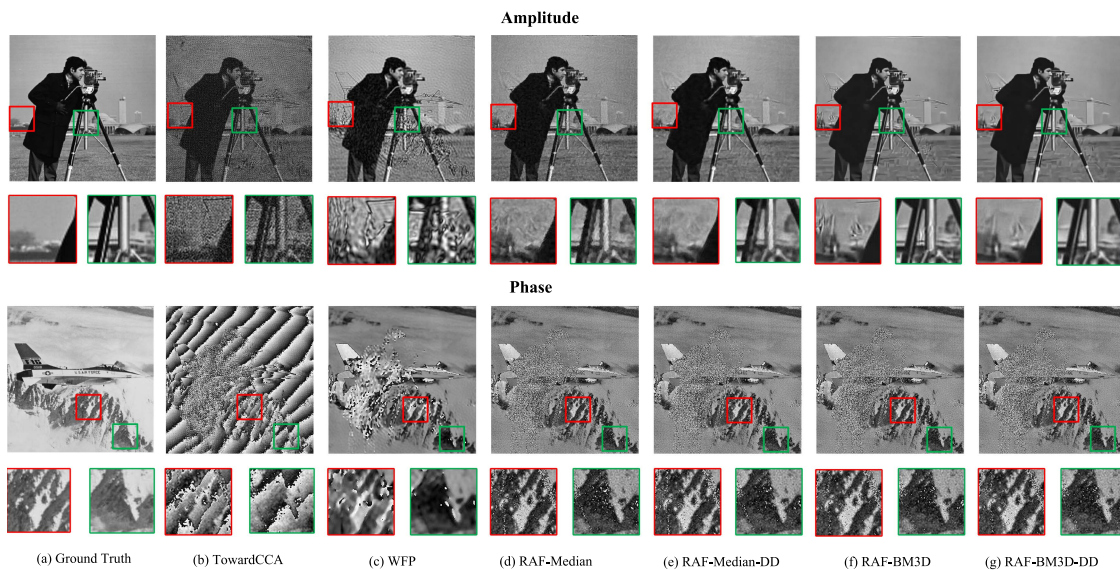 Amplitude
Phase
(a) Ground Truth (b) TowardCCA (c) WFP (d) RAF-Median (e) RAF-Median-DD (f) RAF-BM3D (g) RAF-BM3D-DD